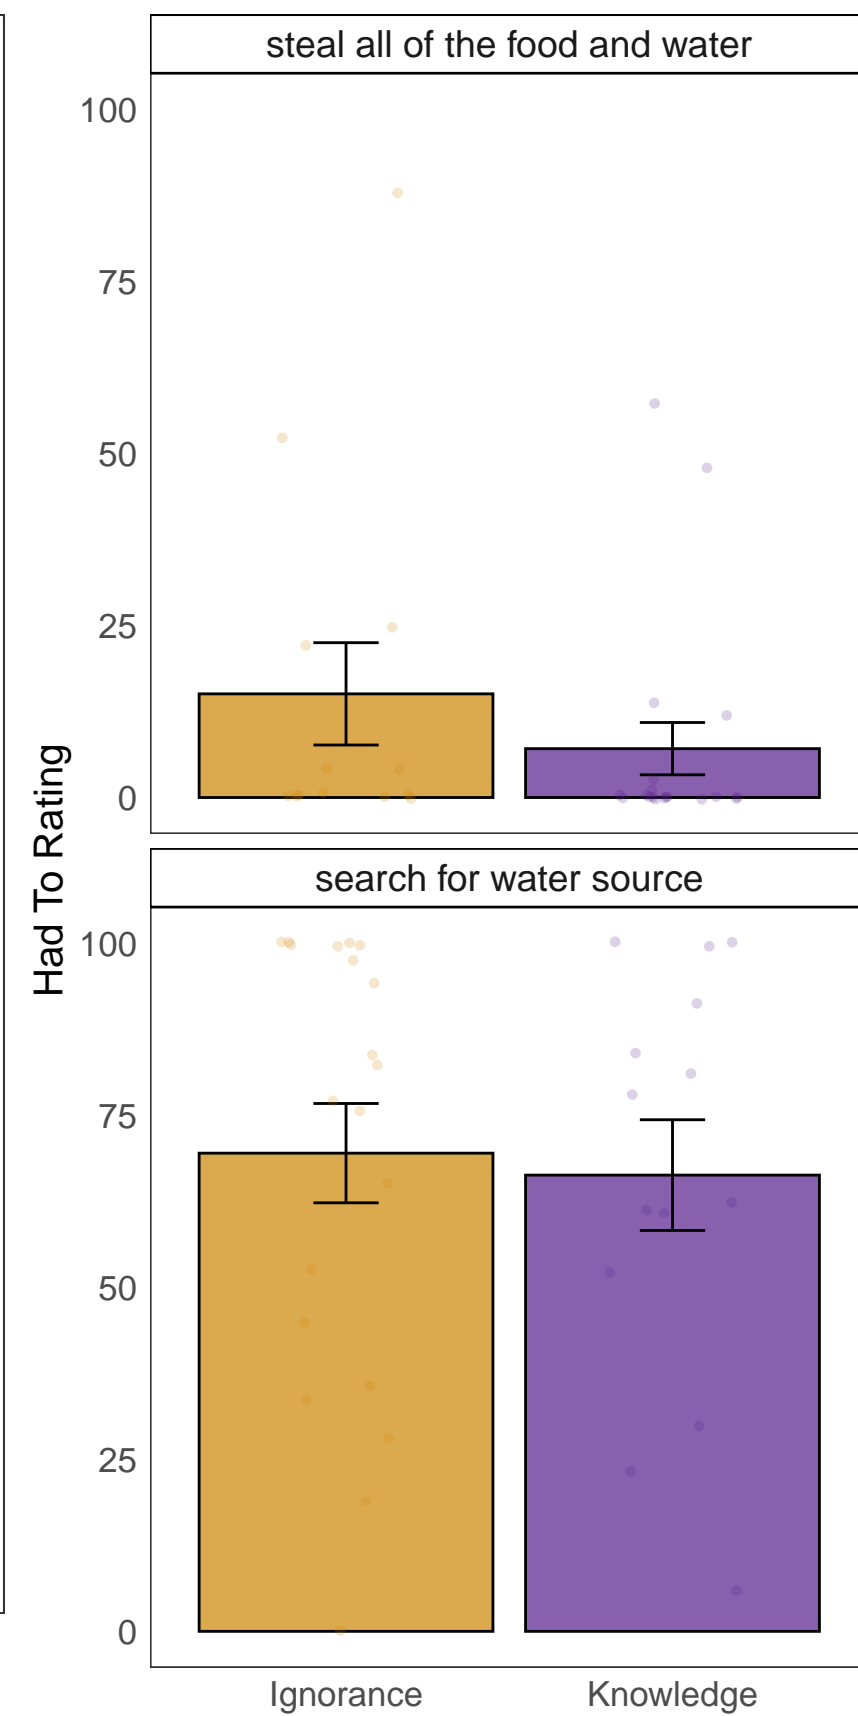 steal all of the food and water
100
75
50
25
0
Had To Rating
search for water source
100
75
50
25
0
Ignorance Knowledge